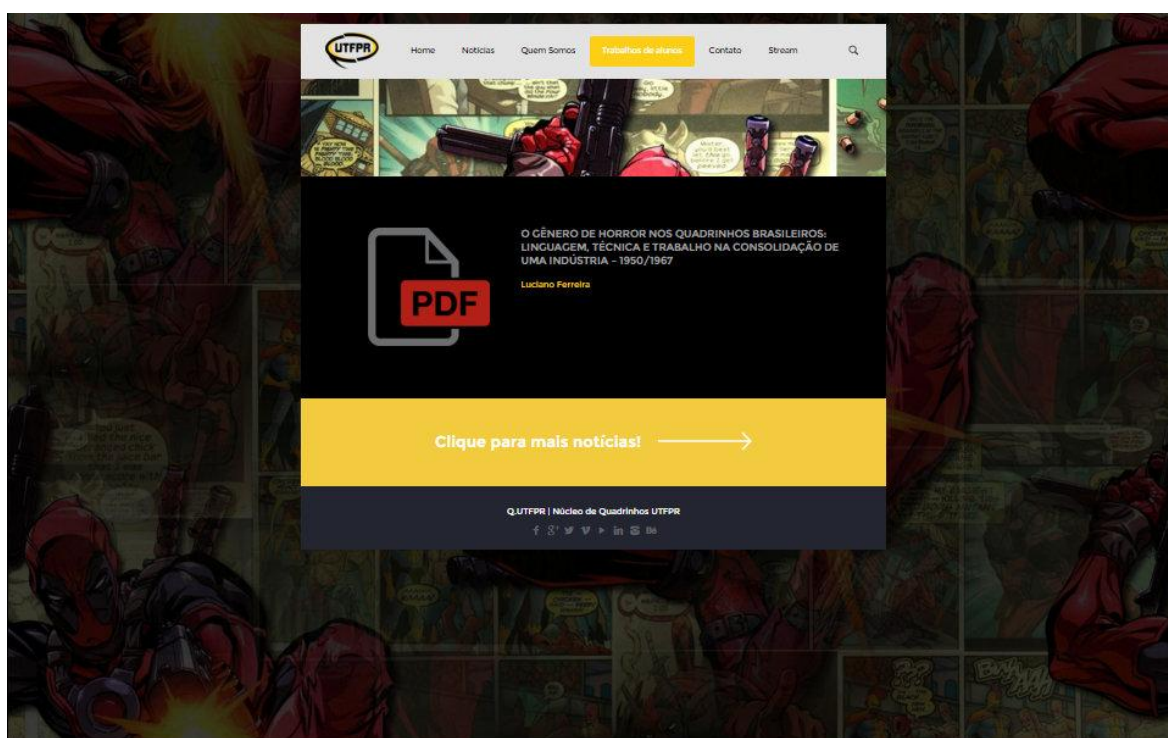 UTFPR
Home Notícias Quem Somos Trabalhos de alunos Contato Stream
O GÊNERO DE HORROR NOS QUADRINHOS BRASILEIROS:
LINGUAGEM, TÉCNICA E TRABALHO NA CONSOLIDAÇÃO DE
UMA INDÚSTRIA – 1950/1967
Luciano Ferreira
PDF
Clique para mais notícias!
Q.UTFPR | Núcleo de Quadrinhos UTFPR